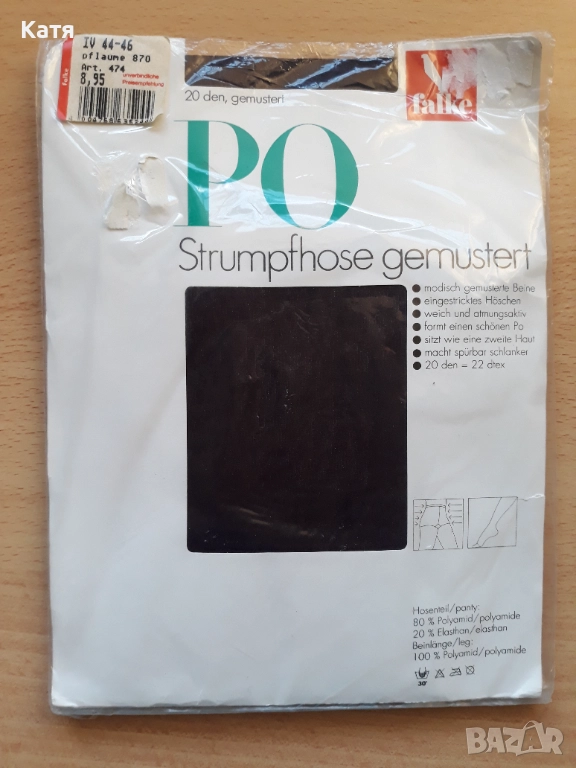 Катя
IV 44-46
pflaume 870
Art. 474
8,95
unverbindliche
Preisempfehlung
Falke
20 den, gemustert
falke
PO
Strumpfhose gemustert
● modisch gemusterte Beine
● eingestricktes Höschen
● weich und atmungsaktiv
● formt einen schönen Po
● sitzt wie eine zweite Haut
● macht spürbar schlanker
● 20 den = 22 dtex
Hosenteil/panty:
80 % Polyamid/polyamide
20 % Elasthan/elasthan
Beinlänge/leg:
100 % Polyamid/polyamide
30°
BAZAR